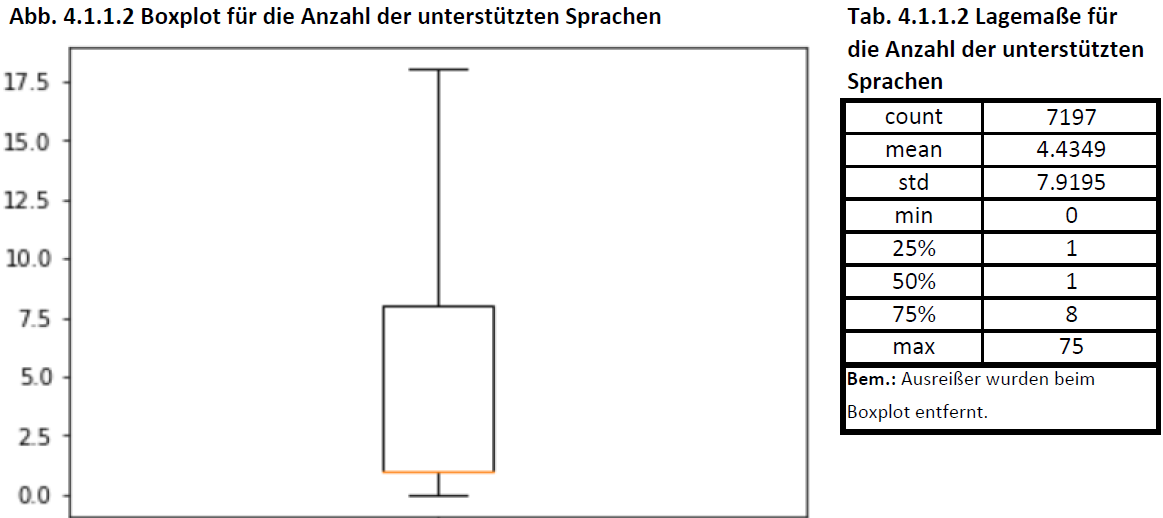 Abb. 4.1.1.2 Boxplot für die Anzahl der unterstützten Sprachen
17.5
15.0
12.5
10.0
7.5
5.0
2.5
0.0
Tab. 4.1.1.2 Lagemaße für
die Anzahl der unterstützten
Sprachen
count 7197
mean 4.4349
std 7.9195
min 0
25% 1
50% 1
75% 8
max 75
Bem.: Ausreißer wurden beim
Boxplot entfernt.